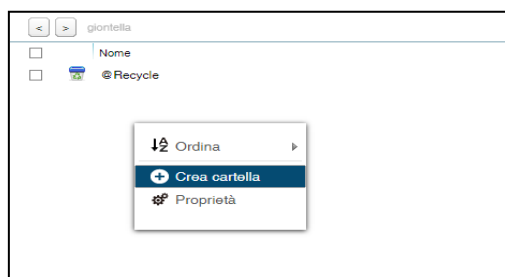 < > giontella
Nome
@Recycle
Ordina
Crea cartella
Proprietà